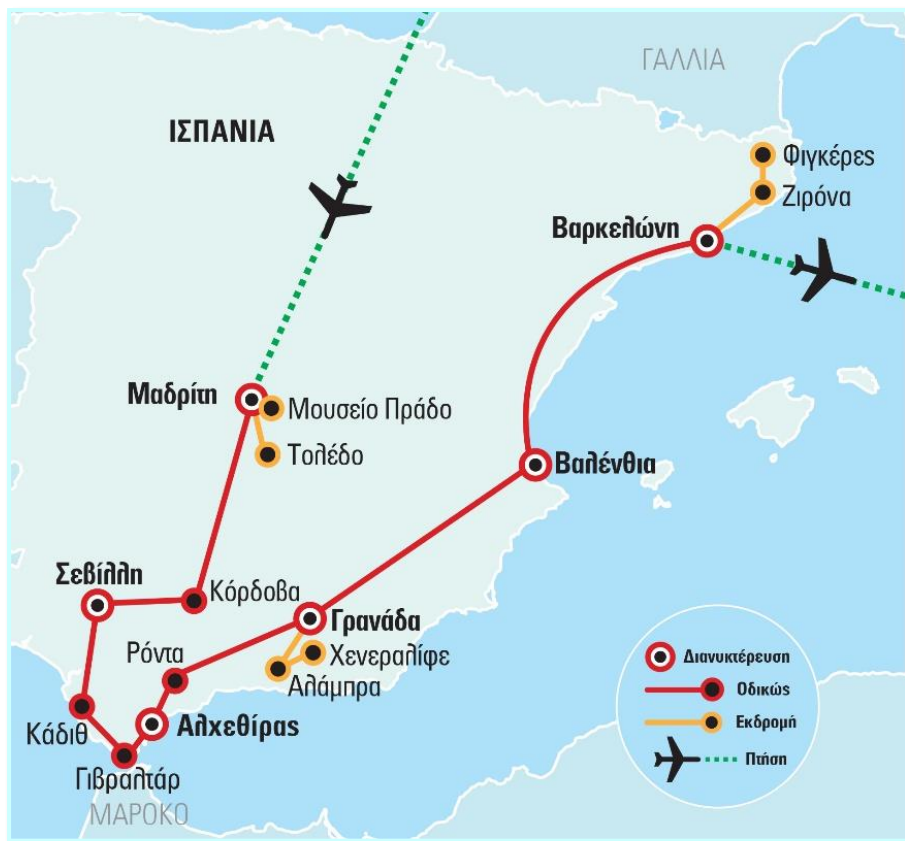 ΓΑΛΛΙΑ
ΙΣΠΑΝΙΑ
Φιγκέρες
Ζιρόνα
Βαρκελώνη
Μαδρίτη
Μουσείο Πράδο
Τολέδο
Βαλένθια
Σεβίλλη
Κόρδοβα
Γρανάδα
Ρόντα
Χενεραλίφε
Αλάμπρα
Κάδιθ
Αλχεθίρας
Γιβραλτάρ
ΜΑΡΟΚΟ
Διανυκτέρευση
Οδικώς
Εκδρομή
Πτήση